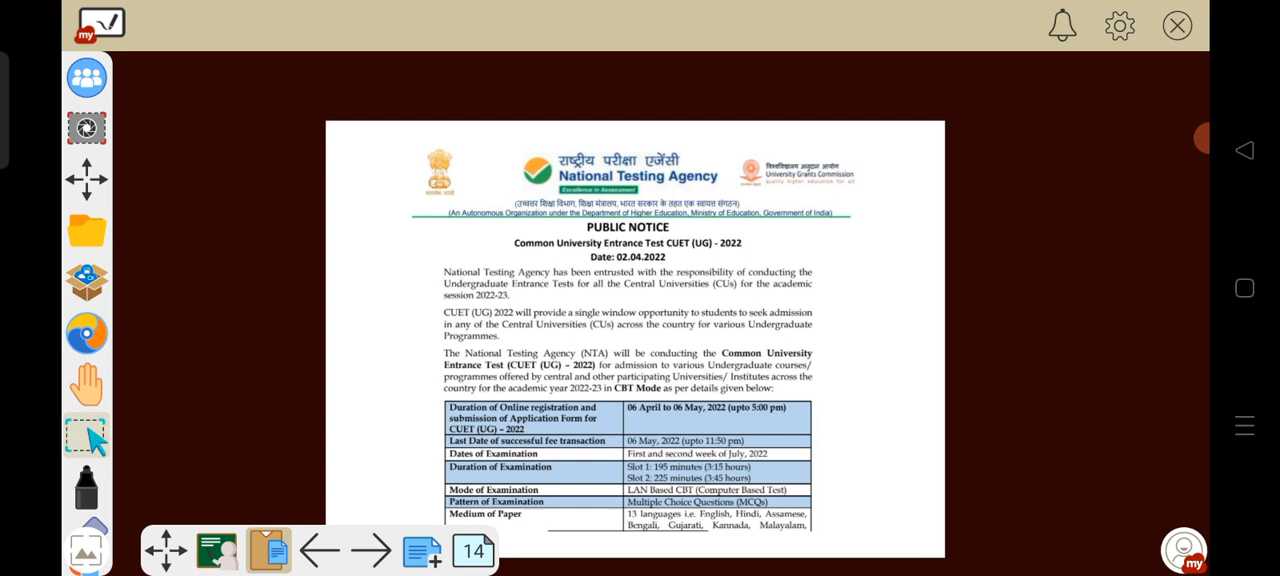 my
राष्ट्रीय परीक्षा एजेंसी
National Testing Agency
Excellence in Assessment
विश्वविद्यालय अनुदान आयोग
University Grants Commission
quality higher education for all
(उच्चतर शिक्षा विभाग, शिक्षा मंत्रालय, भारत सरकार के तहत एक स्वायत्त संगठन)
(An Autonomous Organization under the Department of Higher Education, Ministry of Education, Government of India)
PUBLIC NOTICE
Common University Entrance Test CUET (UG) - 2022
Date: 02.04.2022
National Testing Agency has been entrusted with the responsibility of conducting the
Undergraduate Entrance Tests for all the Central Universities (CUs) for the academic
session 2022-23.
CUET (UG) 2022 will provide a single window opportunity to students to seek admission
in any of the Central Universities (CUs) across the country for various Undergraduate
Programmes.
The National Testing Agency (NTA) will be conducting the Common University
Entrance Test (CUET (UG) – 2022) for admission to various Undergraduate courses/
programmes offered by central and other participating Universities/ Institutes across the
country for the academic year 2022-23 in CBT Mode as per details given below:
Duration of Online registration and
submission of Application Form for
CUET (UG) – 2022
06 April to 06 May, 2022 (upto 5:00 pm)
Last Date of successful fee transaction
06 May, 2022 (upto 11:50 pm)
Dates of Examination
First and second week of July, 2022
Duration of Examination
Slot 1: 195 minutes (3:15 hours)
Slot 2: 225 minutes (3:45 hours)
Mode of Examination
LAN Based CBT (Computer Based Test)
Pattern of Examination
Multiple Choice Questions (MCQs)
Medium of Paper
13 languages i.e. English, Hindi, Assamese,
Bengali, Gujarati, Kannada, Malayalam,
14
my